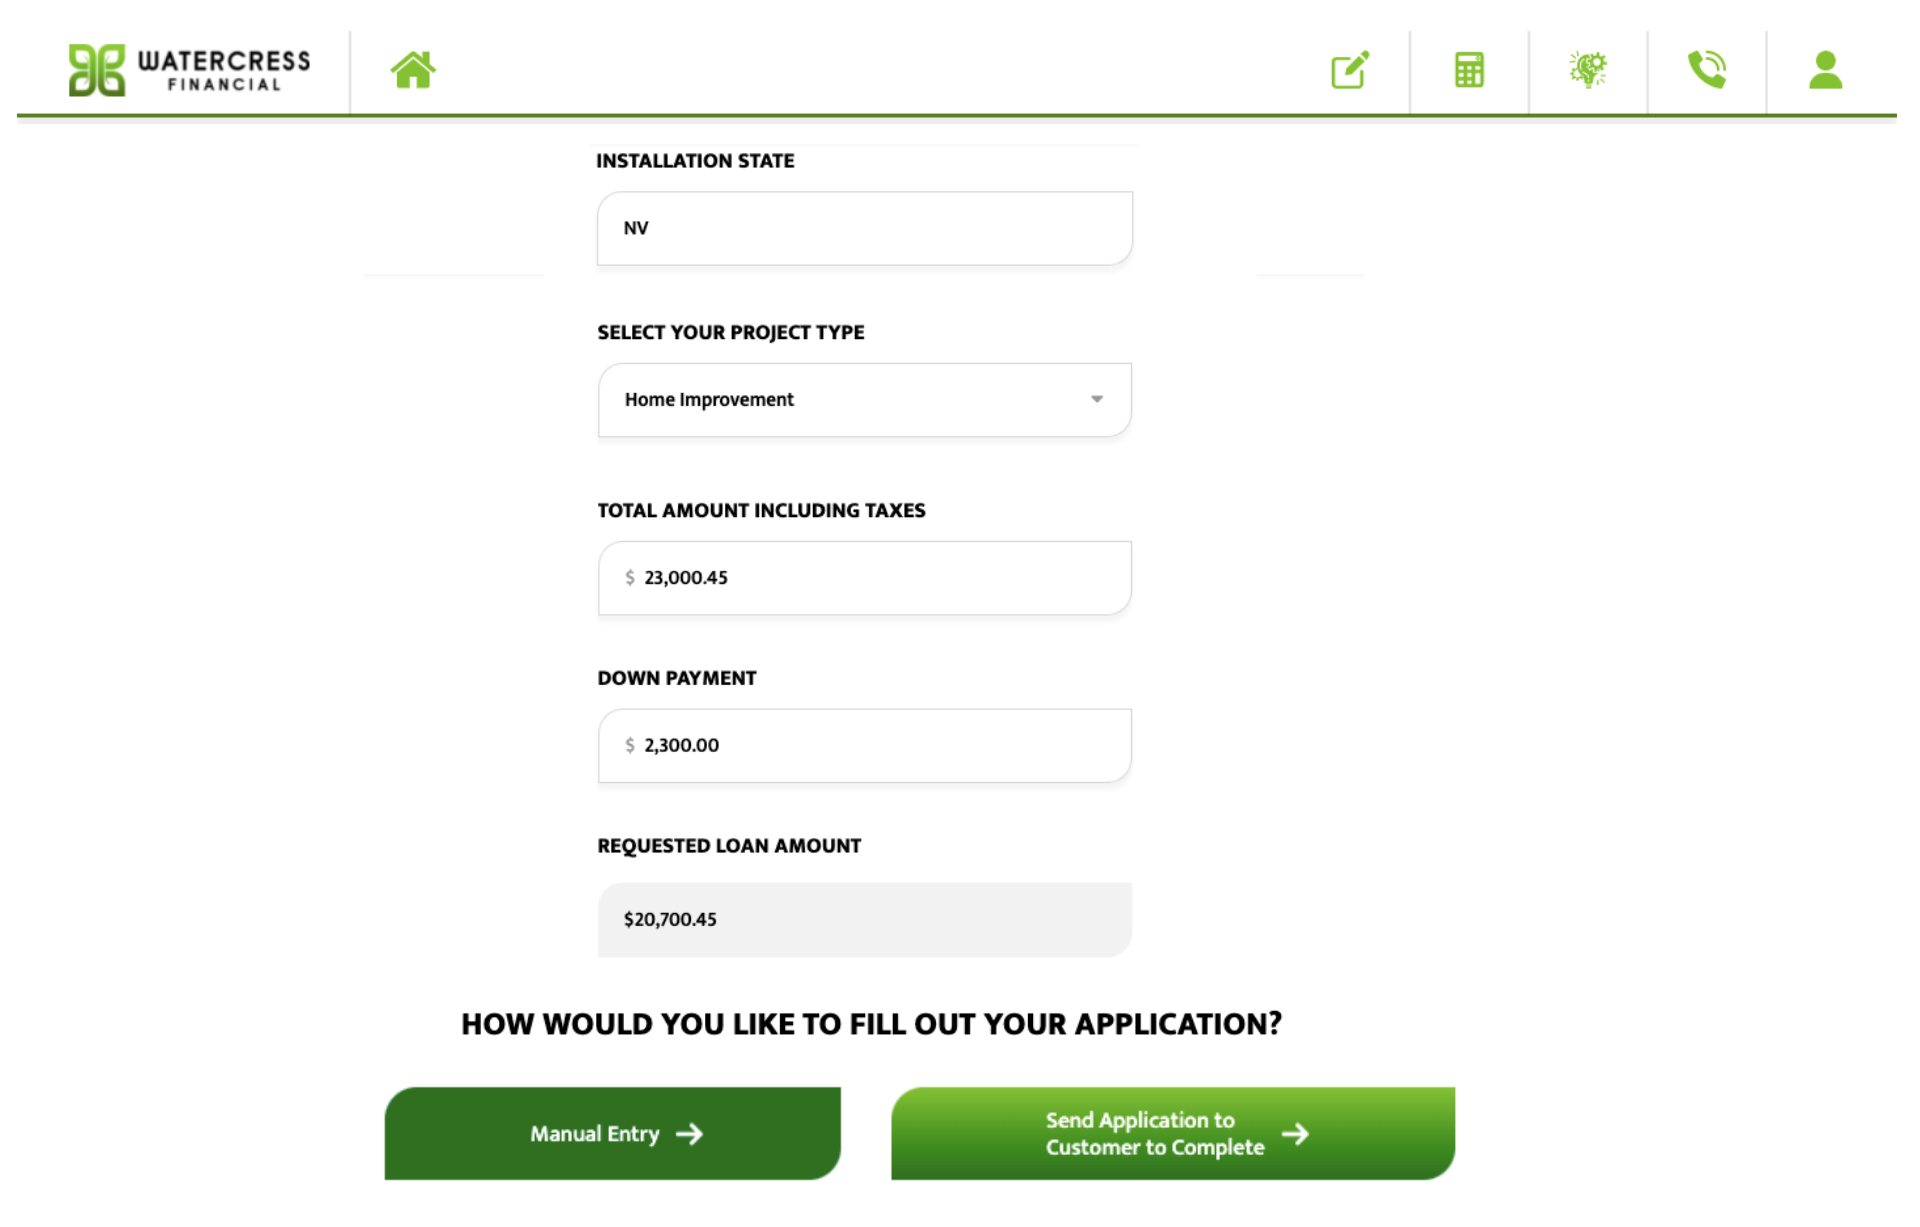 WATERCRESS
FINANCIAL
INSTALLATION STATE
NV
SELECT YOUR PROJECT TYPE
Home Improvement
TOTAL AMOUNT INCLUDING TAXES
$ 23,000.45
DOWN PAYMENT
$ 2,300.00
REQUESTED LOAN AMOUNT
$20,700.45
HOW WOULD YOU LIKE TO FILL OUT YOUR APPLICATION?
Manual Entry →
Send Application to
Customer to Complete →